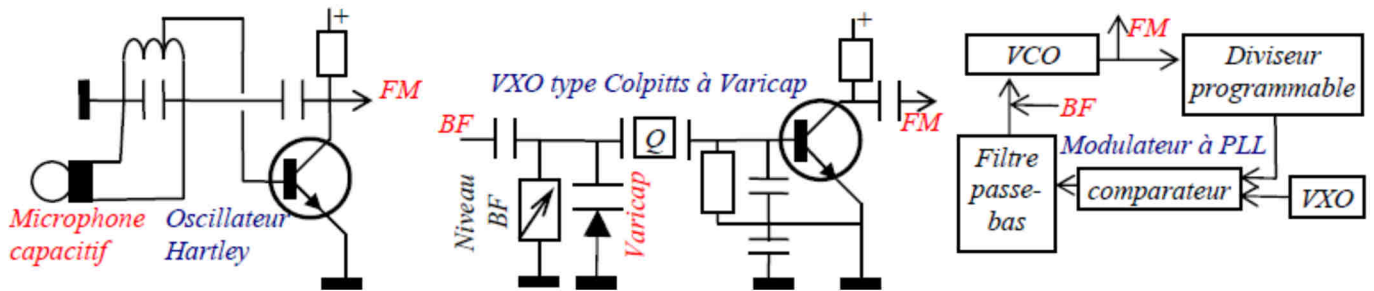 +
FM
Microphone
capacitif
Oscillateur
Hartley
VXO type Colpitts à Varicap
+
BF
Q
FM
Niveau
BF
Varicap
FM
VCO
Diviseur
programmable
BF
Modulateur à PLL
Filtre
passe-
bas
comparateur
VXO